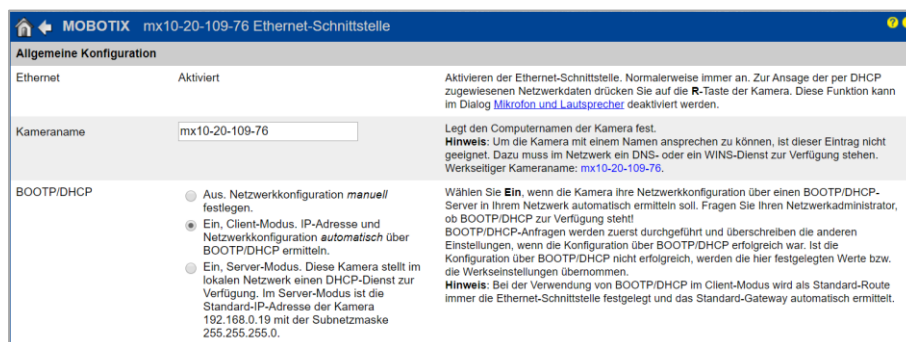 MOBOTIX mx10-20-109-76 Ethernet-Schnittstelle
Allgemeine Konfiguration
Ethernet
Aktiviert
Aktivieren der Ethernet-Schnittstelle. Normalerweise immer an. Zur Ansage der per DHCP
zugewiesenen Netzwerkdaten drücken Sie auf die R-Taste der Kamera. Diese Funktion kann
im Dialog Mikrofon und Lautsprecher deaktiviert werden.
Kameraname
mx10-20-109-76
Legt den Computernamen der Kamera fest.
Hinweis: Um die Kamera mit einem Namen ansprechen zu können, ist dieser Eintrag nicht
geeignet. Dazu muss im Netzwerk ein DNS- oder ein WINS-Dienst zur Verfügung stehen.
Werkseitiger Kameraname: mx10-20-109-76.
BOOTP/DHCP
Aus. Netzwerkkonfiguration manuell
festlegen.
Ein, Client-Modus. IP-Adresse und
Netzwerkkonfiguration automatisch über
BOOTP/DHCP ermitteln.
Ein, Server-Modus. Diese Kamera stellt im
lokalen Netzwerk einen DHCP-Dienst zur
Verfügung. Im Server-Modus ist die
Standard-IP-Adresse der Kamera
192.168.0.19 mit der Subnetzmaske
255.255.255.0.
Wählen Sie Ein, wenn die Kamera ihre Netzwerkkonfiguration über einen BOOTP/DHCP-
Server in Ihrem Netzwerk automatisch ermitteln soll. Fragen Sie Ihren Netzwerkadministrator,
ob BOOTP/DHCP zur Verfügung steht!
BOOTP/DHCP-Anfragen werden zuerst durchgeführt und überschreiben die anderen
Einstellungen, wenn die Konfiguration über BOOTP/DHCP erfolgreich war. Ist die
Konfiguration über BOOTP/DHCP nicht erfolgreich, werden die hier festgelegten Werte bzw.
die Werkseinstellungen übernommen.
Hinweis: Bei der Verwendung von BOOTP/DHCP im Client-Modus wird als Standard-Route
immer die Ethernet-Schnittstelle festgelegt und das Standard-Gateway automatisch ermittelt.